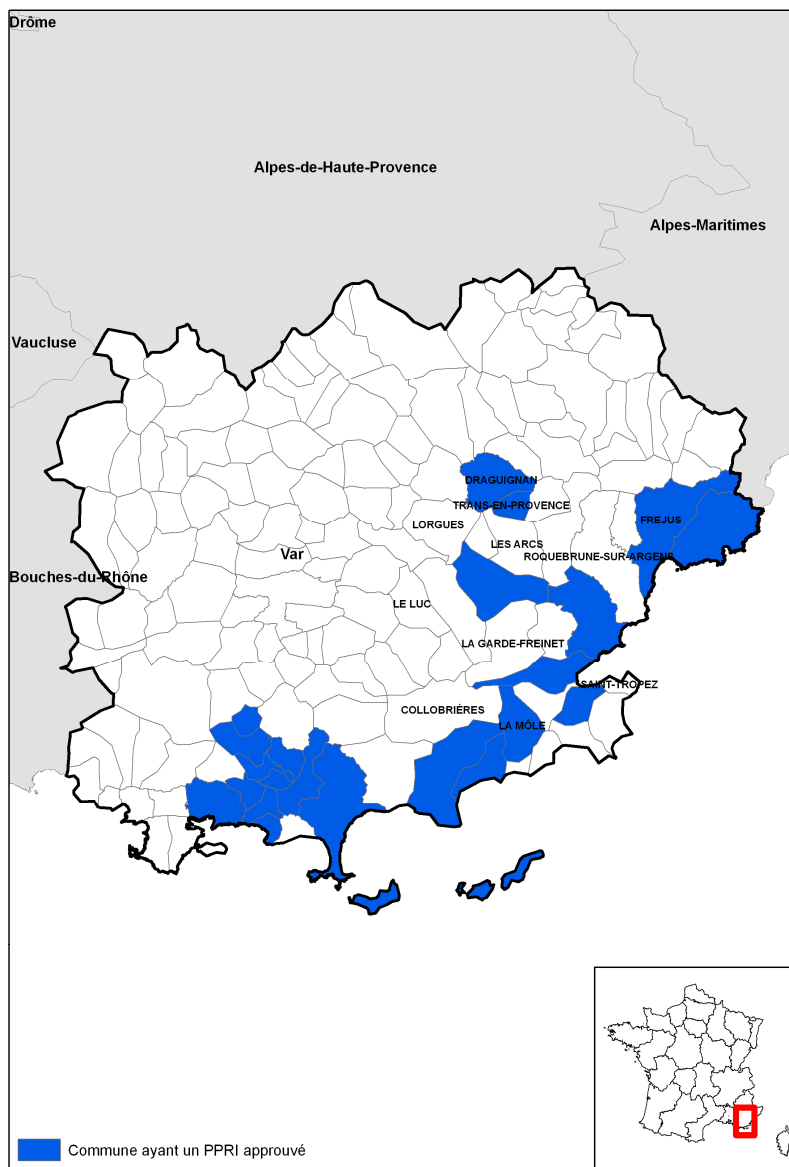 Drôme
Alpes-de-Haute-Provence
Alpes-Maritimes
Vaucluse
DRAGUIGNAN
TRANS-EN-PROVENCE
FREJUS
LORGUES
LES ARCS
Var
ROQUEBRUNE-SUR-ARGENS
Bouches-du-Rhône
LE LUC
LA GARDE-FREINET
SAINT-TROPEZ
COLLOBRIÈRES
LA MÔLE
Commune ayant un PPRI approuvé